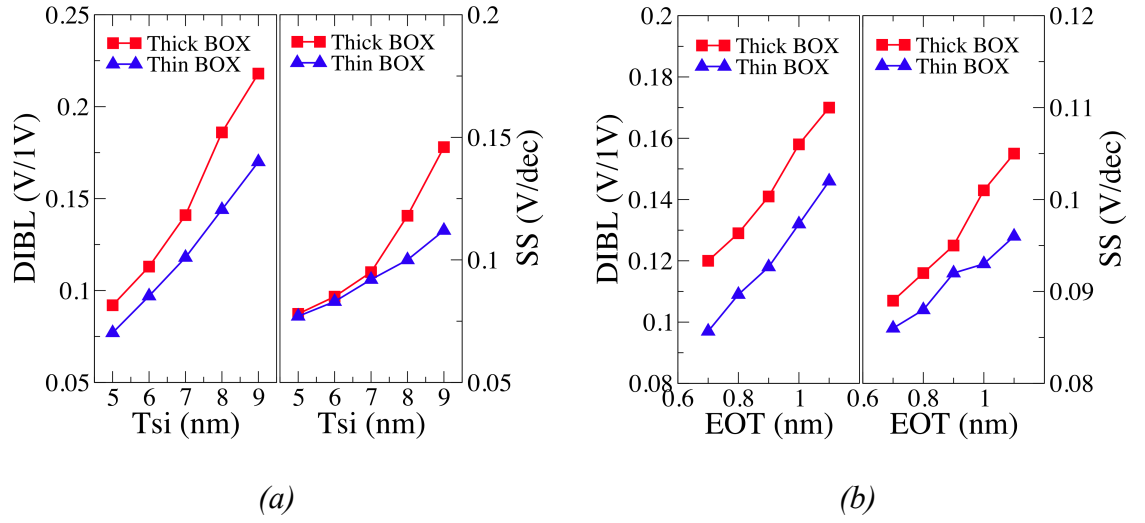 0.25
0.2
0.15
0.1
0.05
DIBL (V/1V)
Thick BOX
Thin BOX
5 6 7 8 9
Tsi (nm)
Thick BOX
Thin BOX
5 6 7 8 9
Tsi (nm)
0.2
0.15
0.1
0.05
SS (V/dec)
(a)
0.2
0.18
0.16
0.14
0.12
0.1
0.08
DIBL (V/1V)
Thick BOX
Thin BOX
0.6 0.8 1
EOT (nm)
Thick BOX
Thin BOX
0.6 0.8 1
EOT (nm)
0.12
0.11
0.1
0.09
0.08
SS (V/dec)
(b)